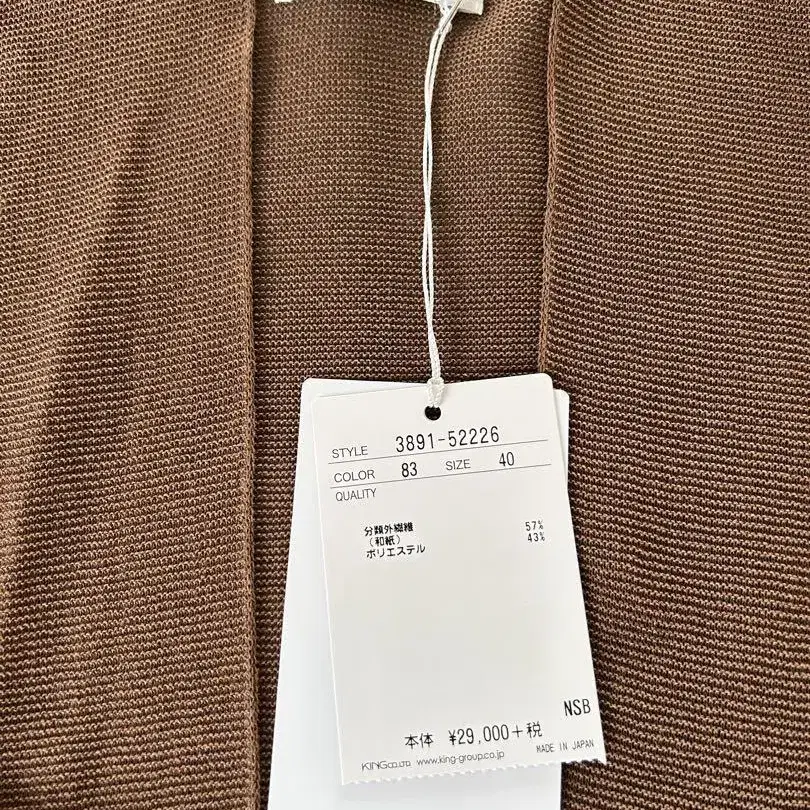 STYLE 3891-52226
COLOR 83 SIZE 40
QUALITY
分類外繊維 57%
(和紙)
ポリエステル 43%
NSB
本体 ¥29,000+税
KING CO.,LTD. www.king-group.co.jp MADE IN JAPAN